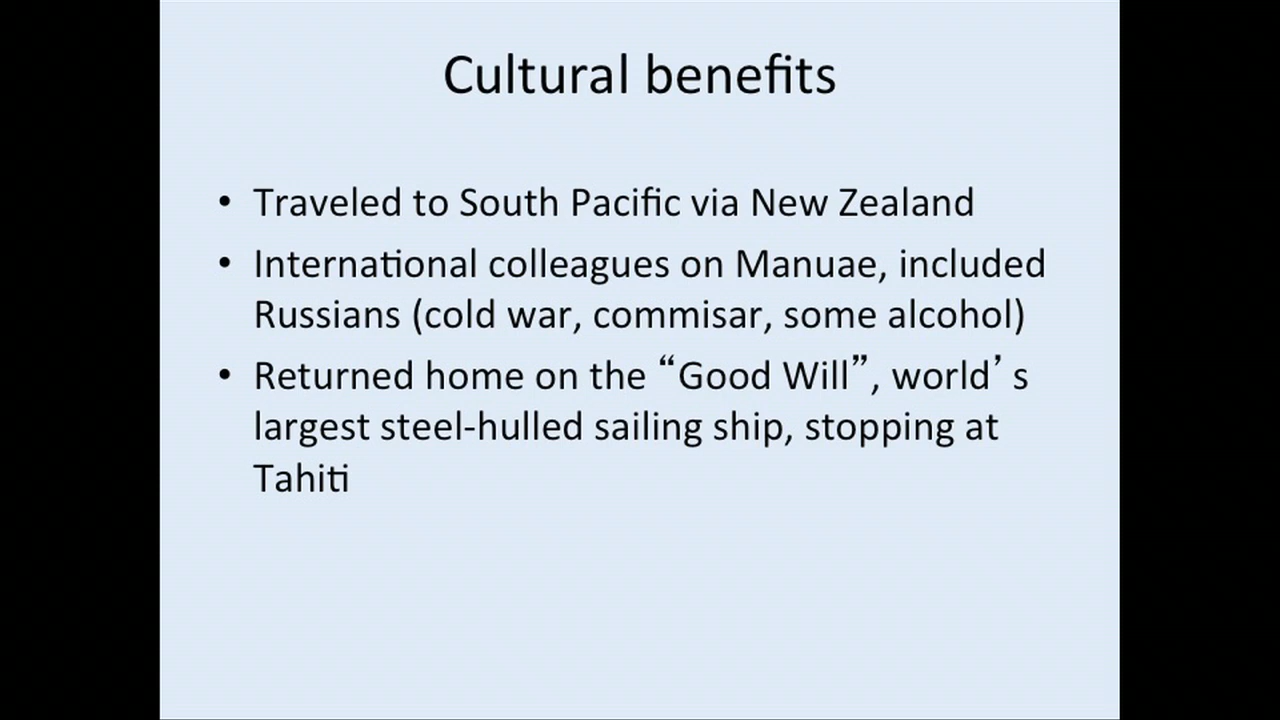 Cultural benefits
• Traveled to South Pacific via New Zealand
• International colleagues on Manuae, included
Russians (cold war, commisar, some alcohol)
• Returned home on the “Good Will”, world’ s
largest steel-hulled sailing ship, stopping at
Tahiti